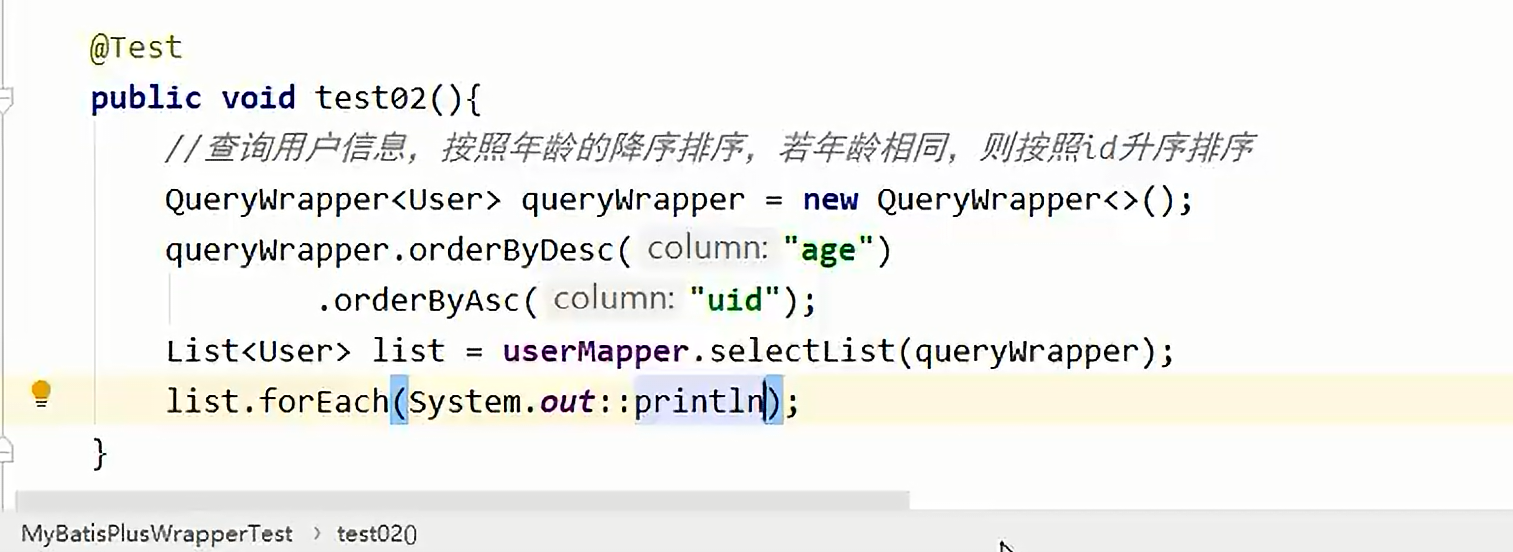 @Test
public void test02(){
//查询用户信息，按照年龄的降序排序，若年龄相同，则按照id升序排序
QueryWrapper<User> queryWrapper = new QueryWrapper<>();
queryWrapper.orderByDesc( column: "age")
.orderByAsc( column: "uid");
List<User> list = userMapper.selectList(queryWrapper);
list.forEach(System.out::println);
}
MyBatisPlusWrapperTest › test02()